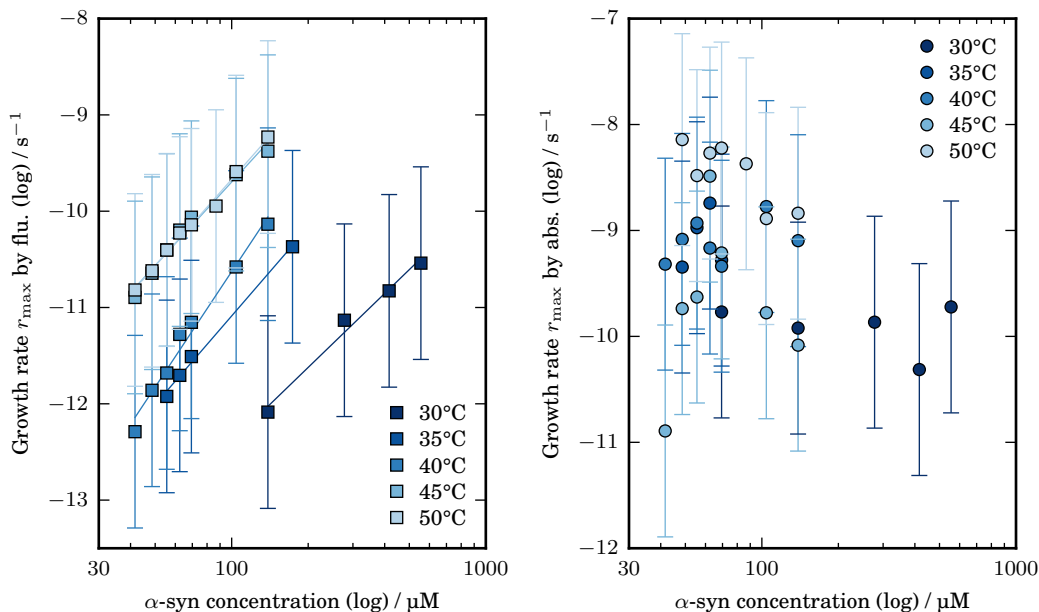 Growth rate rmax by flu. (log) / s−1
−8
−9
−10
−11
−12
−13
30 100 1000
α-syn concentration (log) / µM
30°C
35°C
40°C
45°C
50°C
Growth rate rmax by abs. (log) / s−1
−7
−8
−9
−10
−11
−12
30 100 1000
α-syn concentration (log) / µM
30°C
35°C
40°C
45°C
50°C